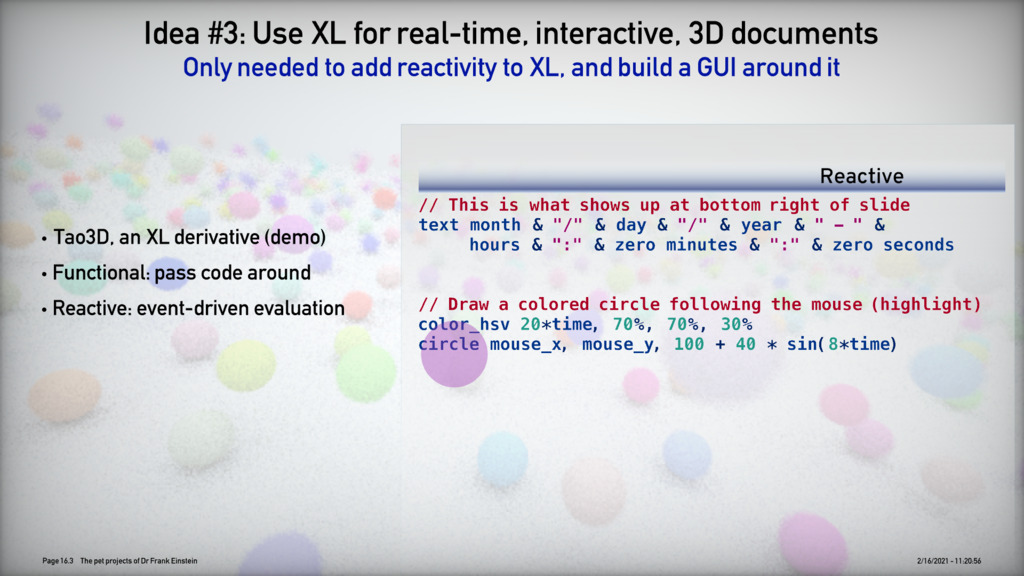 Idea #3: Use XL for real-time, interactive, 3D documents
Only needed to add reactivity to XL, and build a GUI around it
• Tao3D, an XL derivative (demo)
• Functional: pass code around
• Reactive: event-driven evaluation
Reactive
// This is what shows up at bottom right of slide
text month & "/" & day & "/" & year & " - " &
hours & ":" & zero minutes & ":" & zero seconds
// Draw a colored circle following the mouse (highlight)
color_hsv 20*time, 70%, 70%, 30%
circle mouse_x, mouse_y, 100 + 40 * sin(8*time)
Page 16.3 The pet projects of Dr Frank Einstein
2/16/2021 - 11:20:56